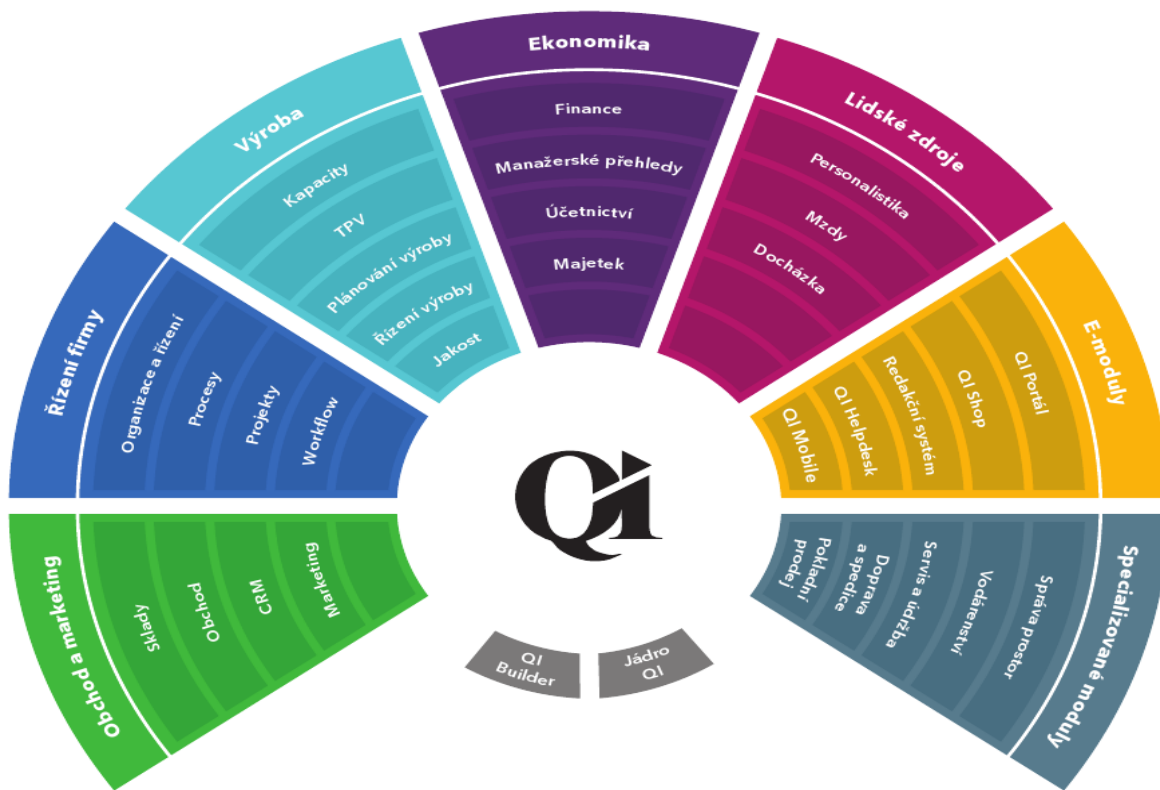 Obchod a marketing
Sklady
Obchod
CRM
Marketing
Řízení firmy
Organizace a řízení
Procesy
Projekty
Workflow
Výroba
Kapacity
TPV
Plánování výroby
Řízení výroby
Jakost
Ekonomika
Finance
Manažerské přehledy
Účetnictví
Majetek
Lidské zdroje
Personalistika
Mzdy
Docházka
E-moduly
QI Portál
QI Shop
Redakční systém
QI Helpdesk
QI Mobile
Specializované moduly
Správa prostor
Vodárenství
Servis a údržba
Doprava
a spedice
Pokladní
prodej
Qi
QI
Builder
Jádro
QI